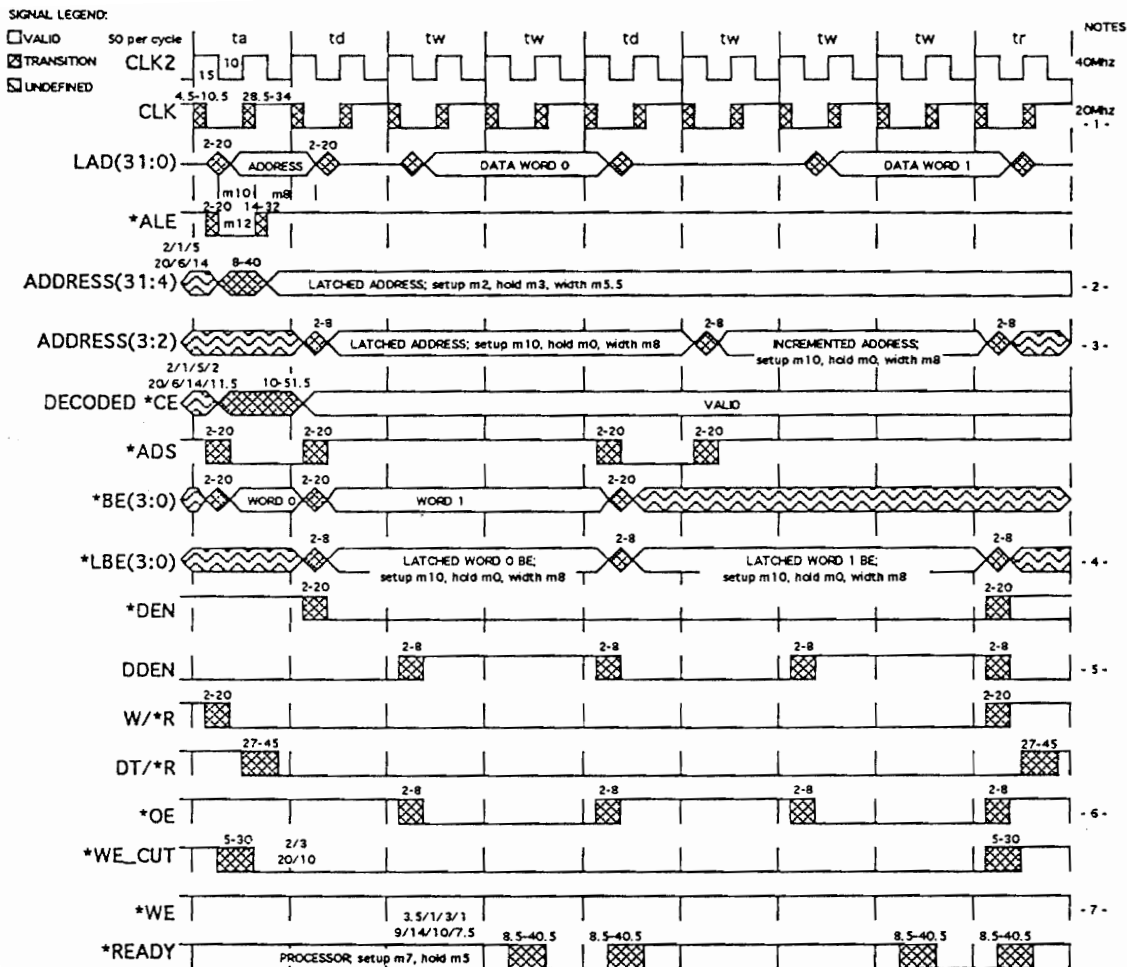 SIGNAL LEGEND:
VALID
TRANSITION
UNDEFINED
50 per cycle ta td tw tw td tw tw tw tr NOTES
CLK2 15 10 40Mhz
4.5-10.5 28.5-34
CLK 20Mhz
-1-
2-20 2-20
LAD(31:0) ADDRESS DATA WORD 0 DATA WORD 1
m10 m8
2-20 14-32
*ALE m12
2/1/5
20/6/14 8-40
ADDRESS(31:4) LATCHED ADDRESS; setup m2, hold m3, width m5.5 -2-
2-8 2-8 2-8
ADDRESS(3:2) LATCHED ADDRESS; setup m10, hold m0, width m8 INCREMENTED ADDRESS; -3-
setup m10, hold m0, width m8
2/1/5/2
20/6/14/11.5 10-51.5
DECODED *CE VALID
2-20 2-20 2-20 2-20
*ADS
2-20 2-20 2-20
*BE(3:0) WORD 0 WORD 1
2-8 2-8 2-8
*LBE(3:0) LATCHED WORD 0 BE; LATCHED WORD 1 BE; -4-
setup m10, hold m0, width m8 setup m10, hold m0, width m8
2-20 2-20
*DEN
2-8 2-8 2-8 2-8
DDEN -5-
2-20 2-20
W/*R
27-45 27-45
DT/*R
2-8 2-8 2-8 2-8
*OE -6-
5-30 2/3 5-30
*WE_CUT 20/10
*WE -7-
3.5/1/3/1
9/14/10/7.5 8.5-40.5 8.5-40.5 8.5-40.5 8.5-40.5
*READY PROCESSOR; setup m7, hold m5